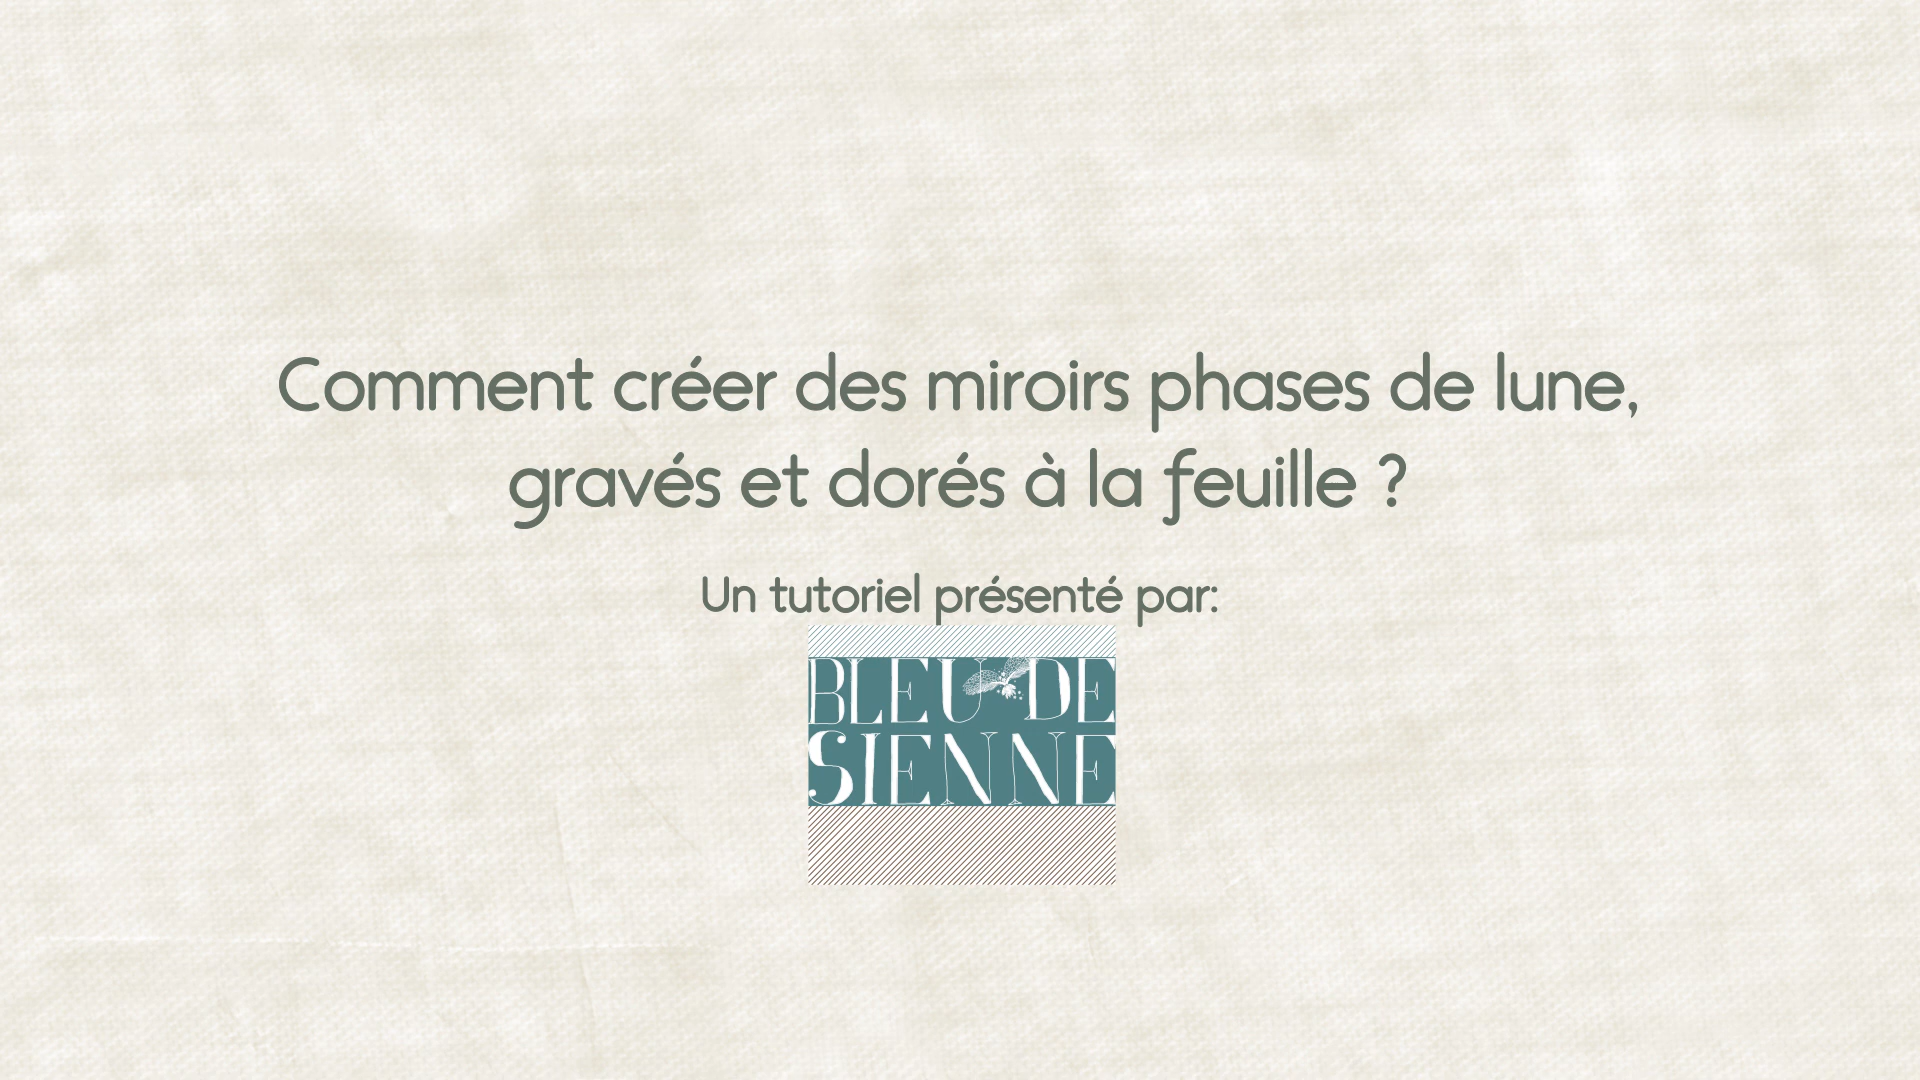 Comment créer des miroirs phases de lune,
gravés et dorés à la feuille ?
Un tutoriel présenté par:
BLEU DE
SIENNE